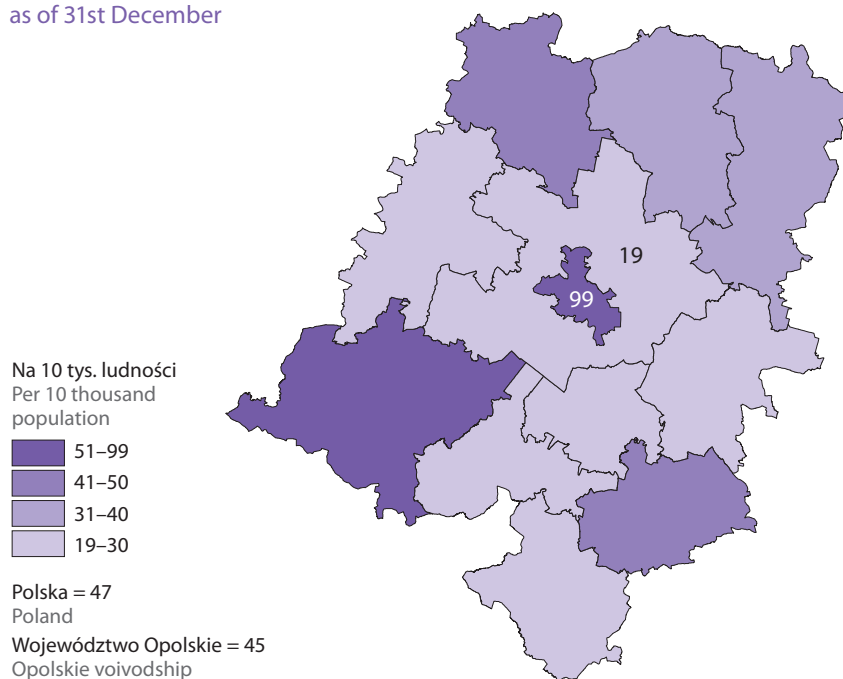 as of 31st December
19
99
Na 10 tys. ludności
Per 10 thousand
population
51–99
41–50
31–40
19–30
Polska = 47
Poland
Województwo Opolskie = 45
Opolskie voivodship